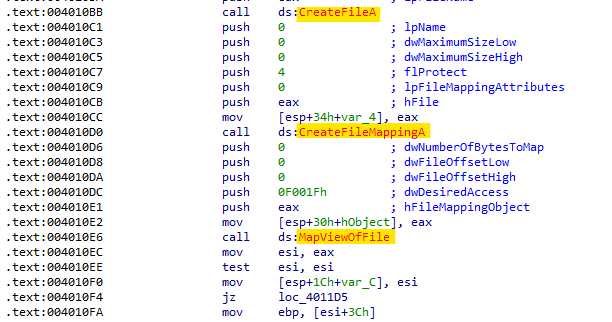 .text:004010BB call ds:CreateFileA
.text:004010C1 push 0 ; lpName
.text:004010C3 push 0 ; dwMaximumSizeLow
.text:004010C5 push 0 ; dwMaximumSizeHigh
.text:004010C7 push 4 ; flProtect
.text:004010C9 push 0 ; lpFileMappingAttributes
.text:004010CB push eax ; hFile
.text:004010CC mov [esp+34h+var_4], eax
.text:004010D0 call ds:CreateFileMappingA
.text:004010D6 push 0 ; dwNumberOfBytesToMap
.text:004010D8 push 0 ; dwFileOffsetLow
.text:004010DA push 0 ; dwFileOffsetHigh
.text:004010DC push 0F001Fh ; dwDesiredAccess
.text:004010E1 push eax ; hFileMappingObject
.text:004010E2 mov [esp+30h+hObject], eax
.text:004010E6 call ds:MapViewOfFile
.text:004010EC mov esi, eax
.text:004010EE test esi, esi
.text:004010F0 mov [esp+1Ch+var_C], esi
.text:004010F4 jz loc_4011D5
.text:004010FA mov ebp, [esi+3Ch]